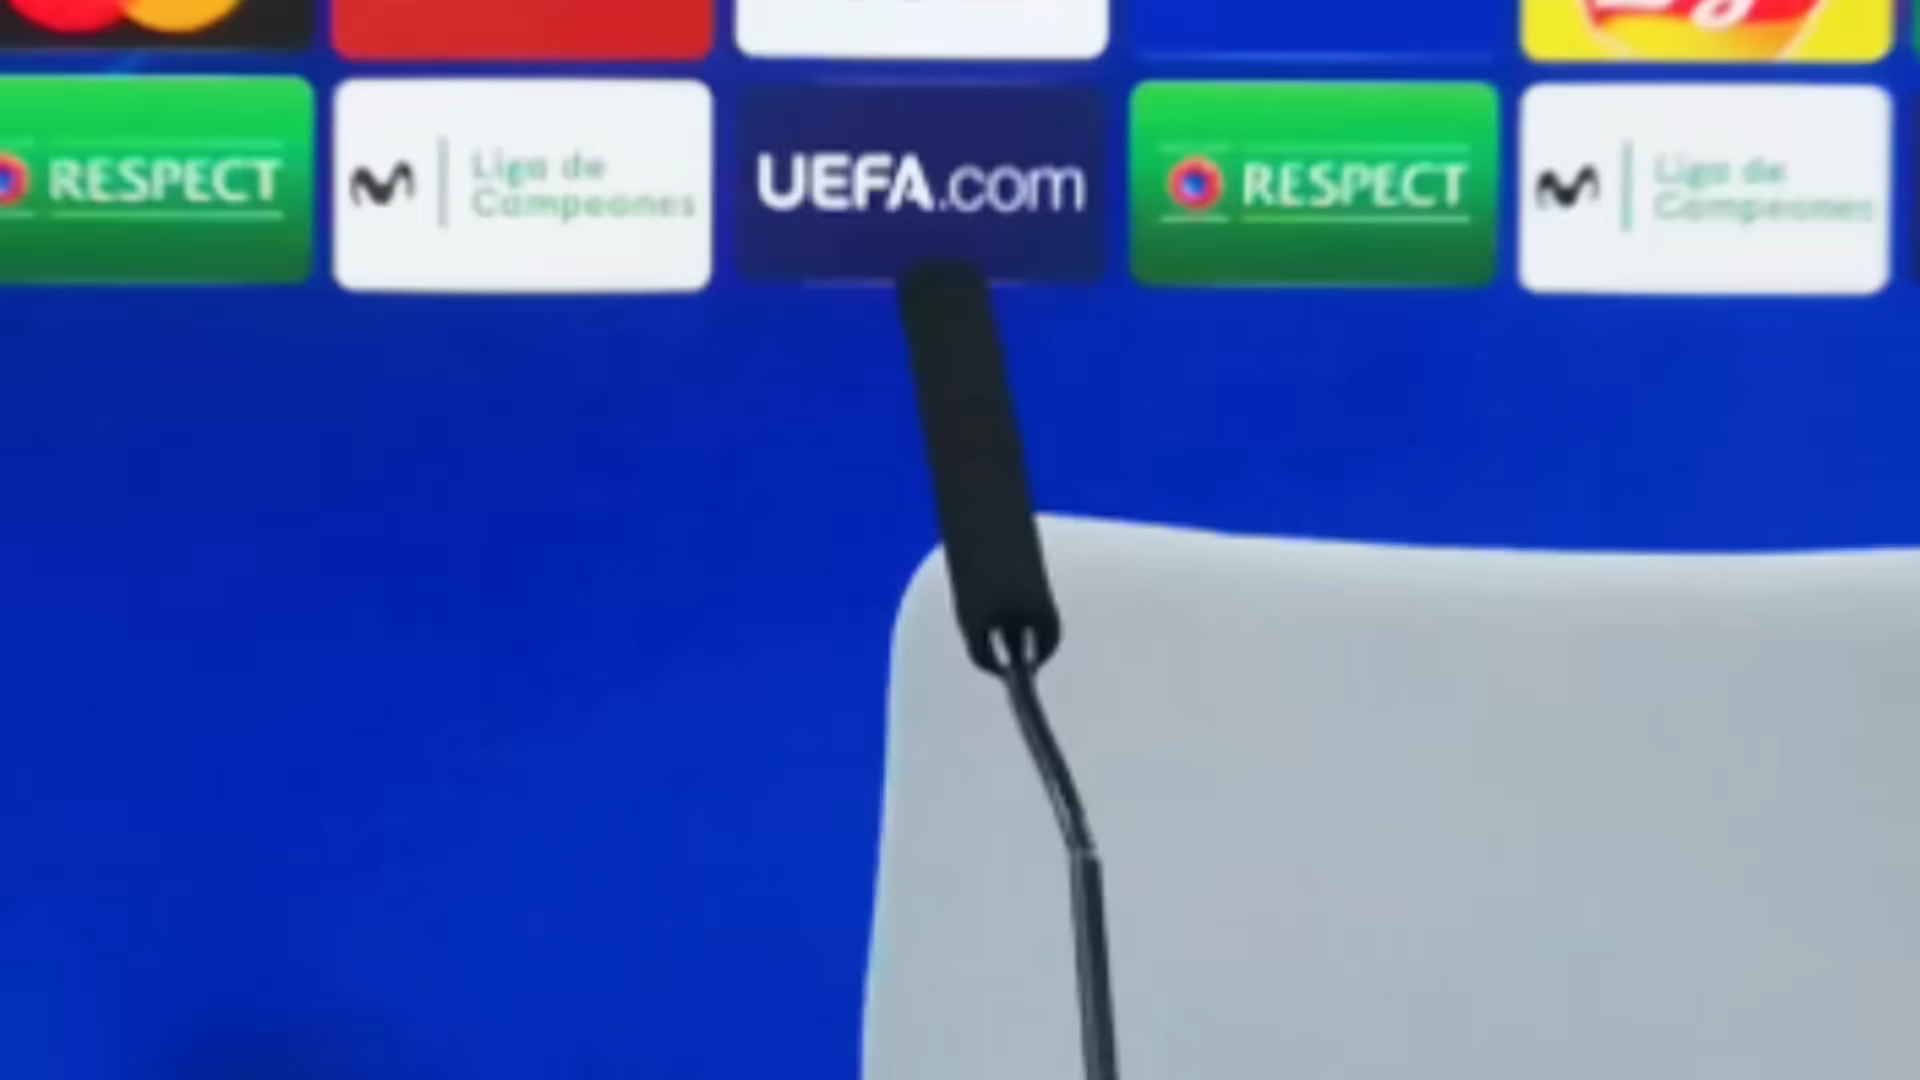 RESPECT
Liga de
Campeones
UEFA.com
RESPECT
Liga de
Campeones